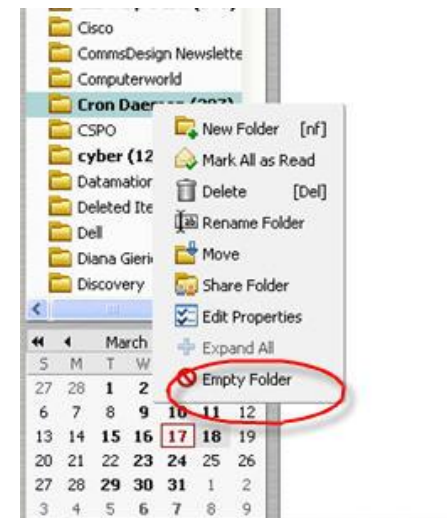 Cisco
CommsDesign Newslette
Computerworld
Cron Daemon (297)
CSPO
cyber (12
Datamation
Deleted Ite
Dell
Diana Gieri
Discovery
New Folder [nf]
Mark All as Read
Delete [Del]
Rename Folder
Move
Share Folder
Edit Properties
Expand All
Empty Folder
March
S M T W
27 28 1 2
6 7 8 9 10 11 12
13 14 15 16 17 18 19
20 21 22 23 24 25 26
27 28 29 30 31 1 2
3 4 5 6 7 8 9